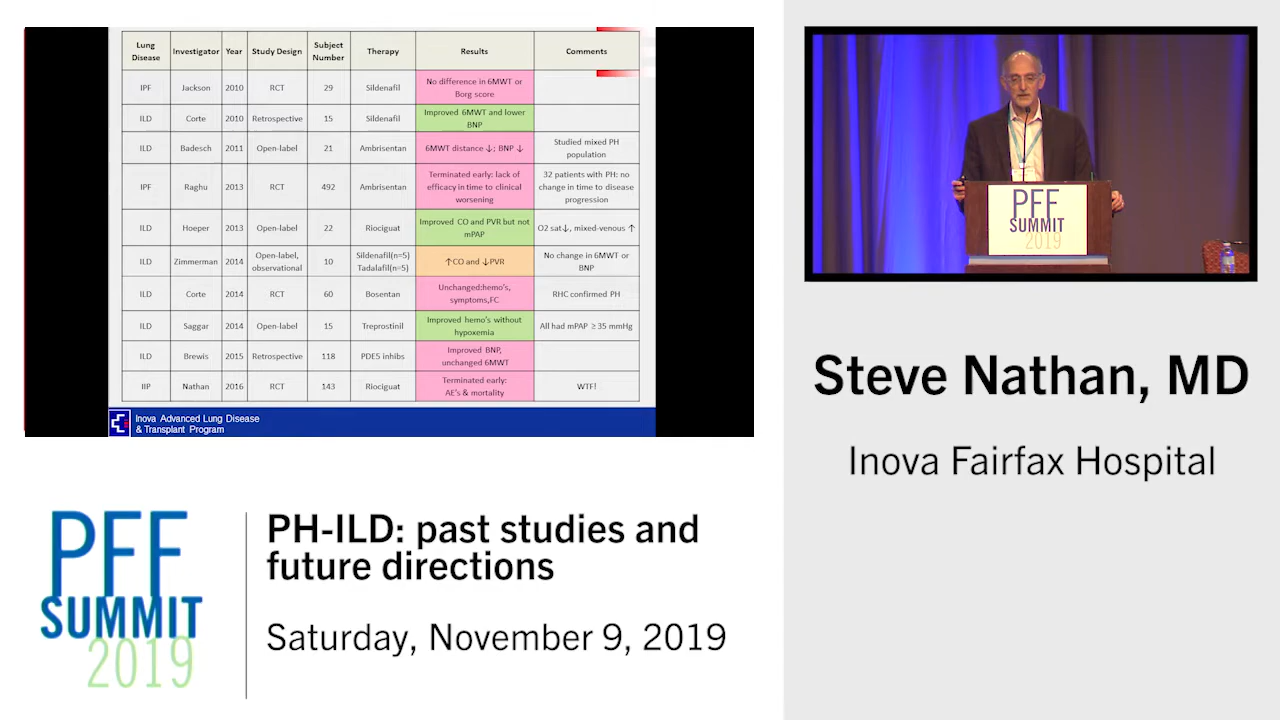 Lung Disease Investigator Year Study Design Subject Number Therapy Results Comments
IPF Jackson 2010 RCT 29 Sildenafil No difference in 6MWT or Borg score
ILD Corte 2010 Retrospective 15 Sildenafil Improved 6MWT and lower BNP
ILD Badesch 2011 Open-label 21 Ambrisentan 6MWT distance ↓; BNP ↓ Studied mixed PH population
IPF Raghu 2013 RCT 492 Ambrisentan Terminated early: lack of efficacy in time to clinical worsening 32 patients with PH: no change in time to disease progression
ILD Hoeper 2013 Open-label 22 Riociguat Improved CO and PVR but not mPAP O2 sat↓, mixed-venous ↑
ILD Zimmerman 2014 Open-label, observational 10 Sildenafil(n=5) Tadalafil(n=5) ↑CO and ↓PVR No change in 6MWT or BNP
ILD Corte 2014 RCT 60 Bosentan Unchanged:hemo's, symptoms,FC RHC confirmed PH
ILD Saggar 2014 Open-label 15 Treprostinil Improved hemo's without hypoxemia All had mPAP ≥ 35 mmHg
ILD Brewis 2015 Retrospective 118 PDE5 inhibs Improved BNP, unchanged 6MWT
IIP Nathan 2016 RCT 143 Riociguat Terminated early: AE's & mortality WTF!
Inova Advanced Lung Disease
& Transplant Program
PFF
SUMMIT
2019
Steve Nathan, MD
Inova Fairfax Hospital
PFF
SUMMIT
2019
PH-ILD: past studies and
future directions
Saturday, November 9, 2019